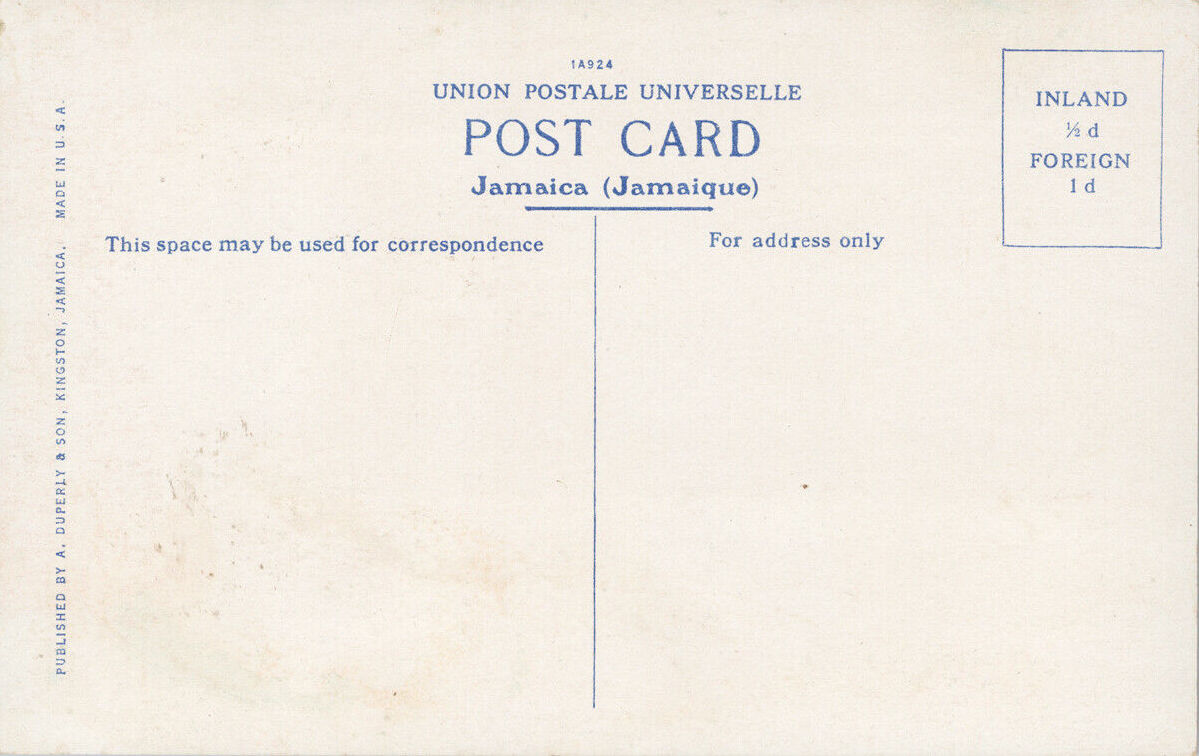 1A924
UNION POSTALE UNIVERSELLE
POST CARD
Jamaica (Jamaique)
INLAND
½ d
FOREIGN
1 d
This space may be used for correspondence
For address only
PUBLISHED BY A. DUPERLY & SON, KINGSTON, JAMAICA. MADE IN U.S.A.